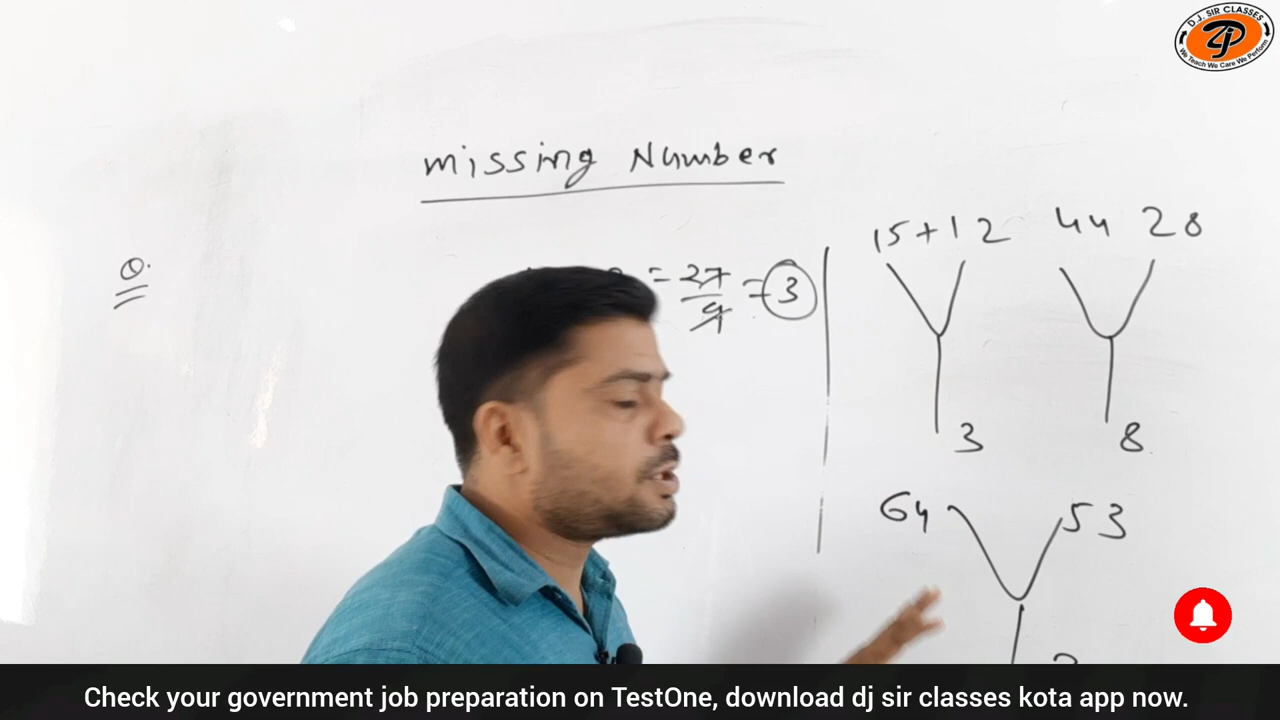 D.J. SIR CLASSES
We Teach We Care We Perform
missing Number
Q.
= 27/9 = 3
15+12 44 28
3 8
64 53
Check your government job preparation on TestOne, download dj sir classes kota app now.